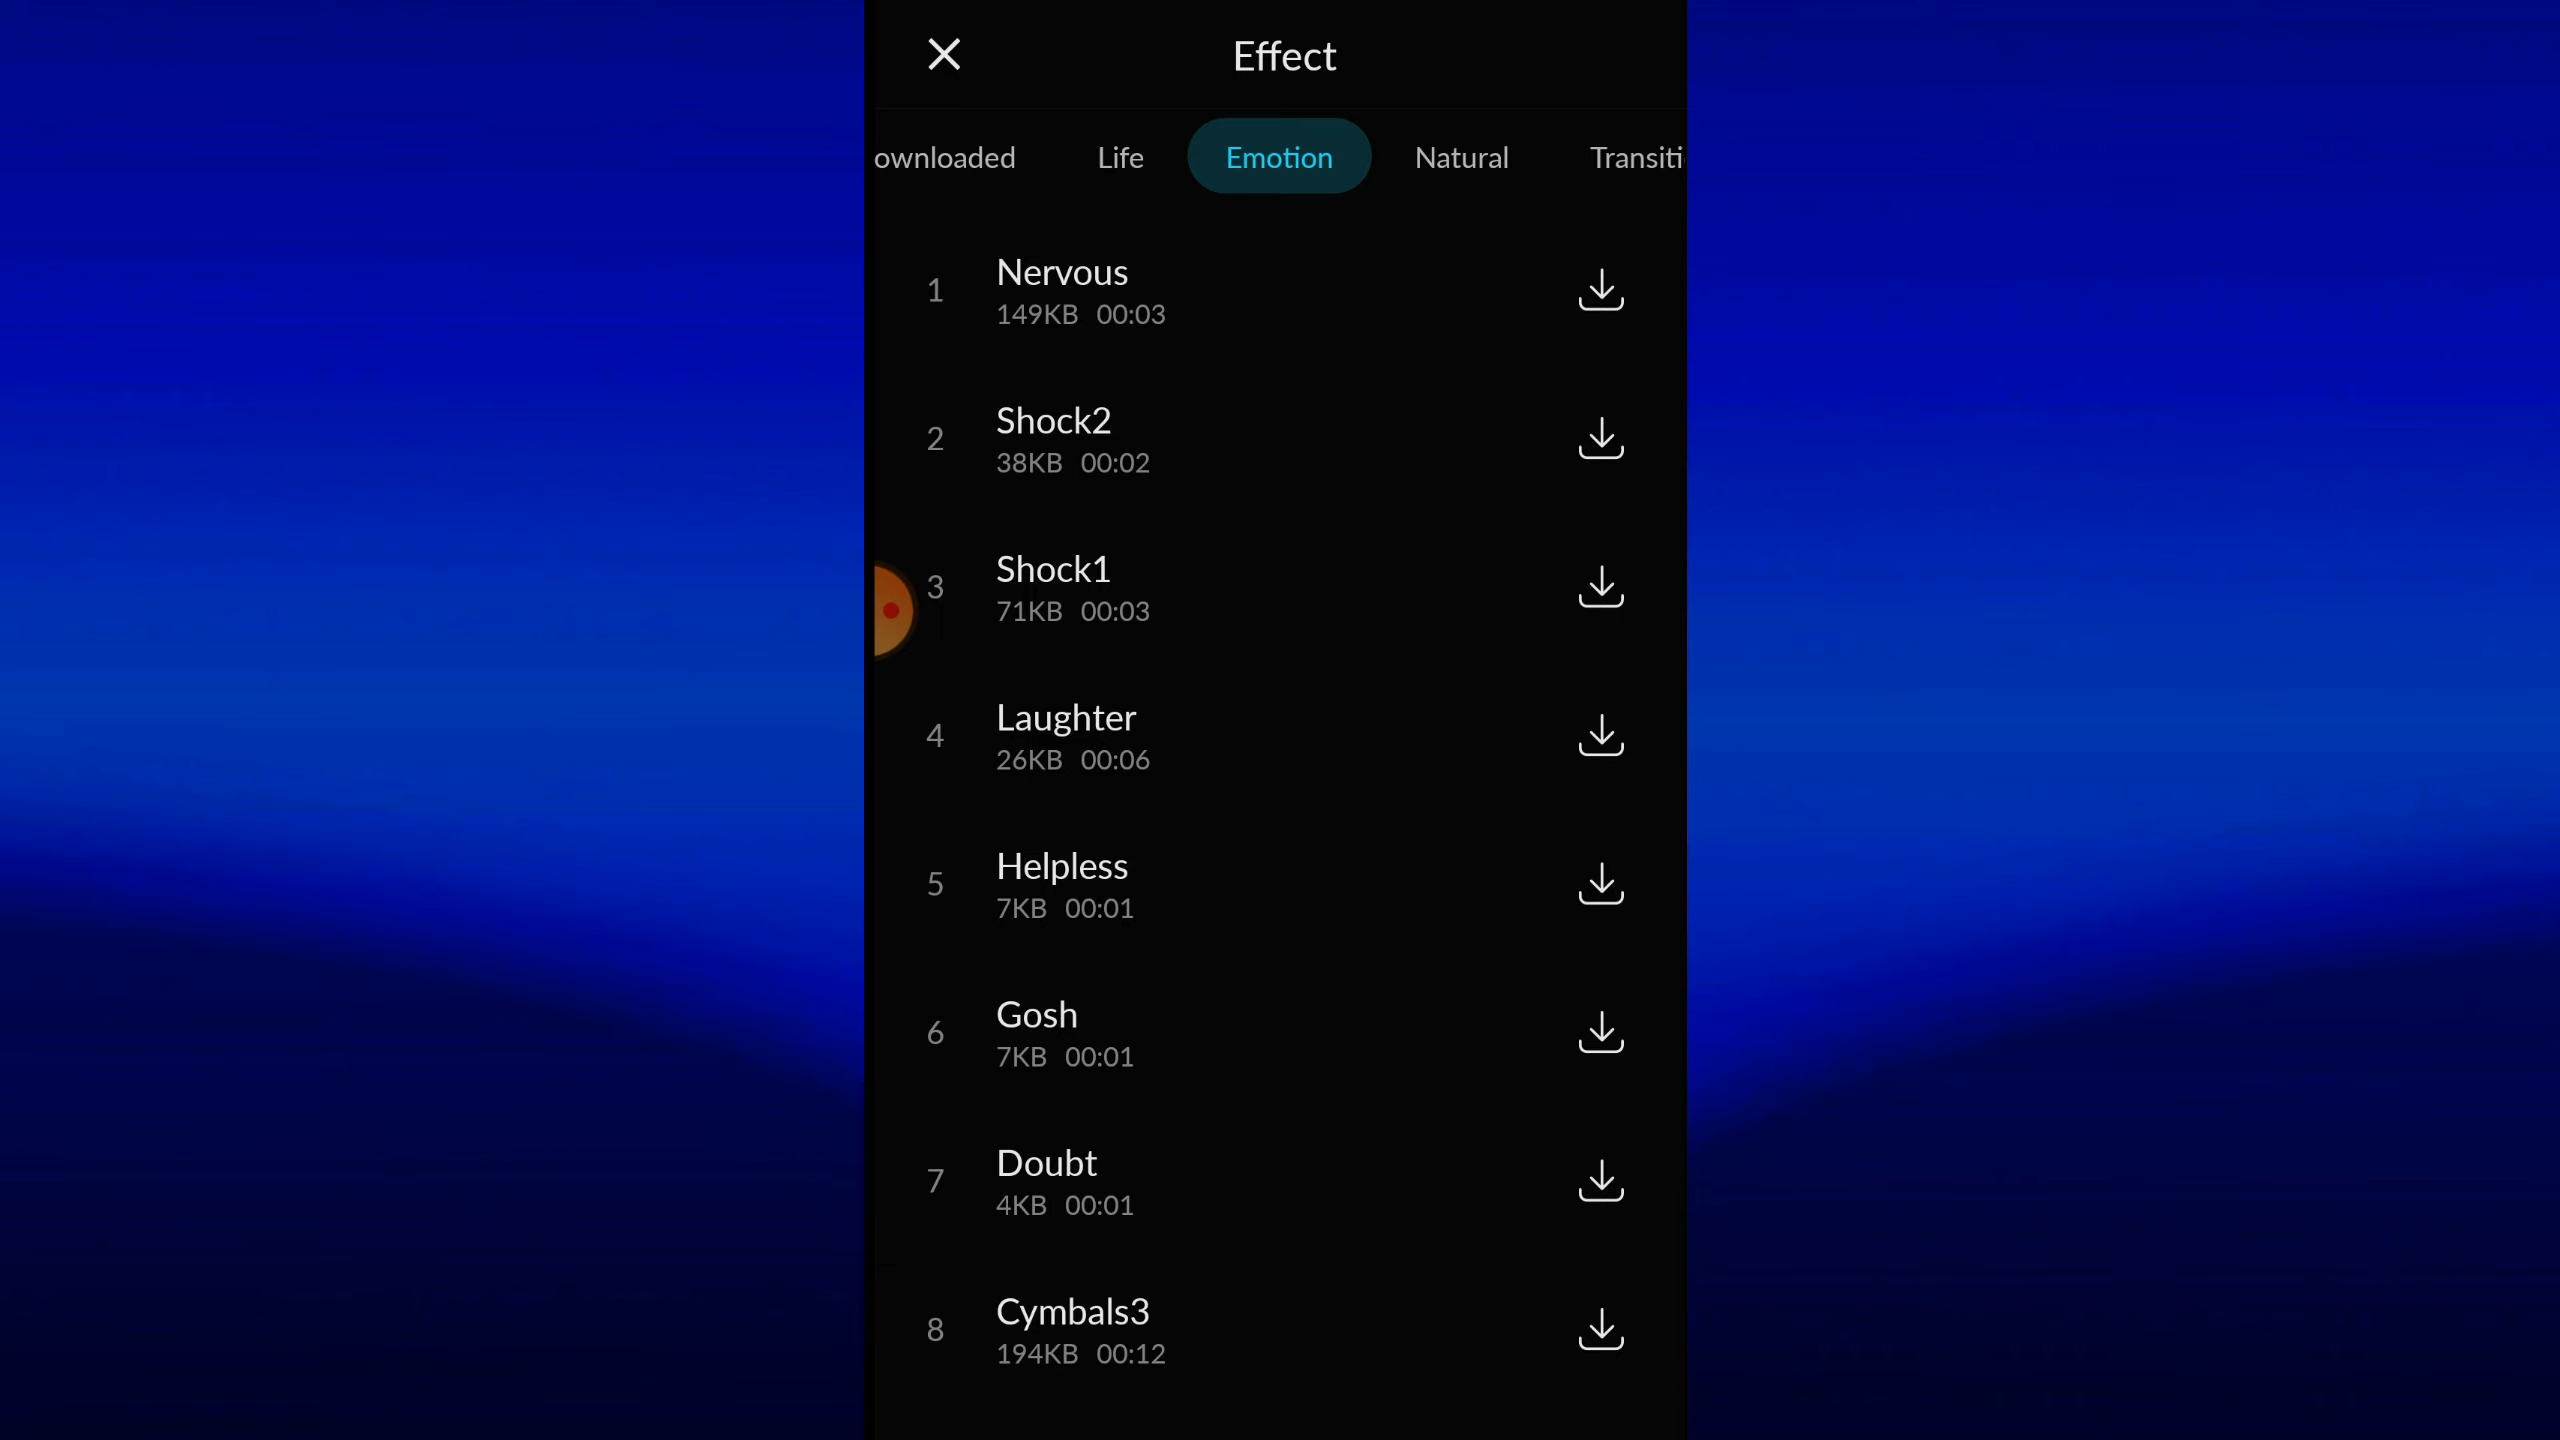 Effect
ownloaded Life Emotion Natural Transiti
1 Nervous
149KB 00:03
2 Shock2
38KB 00:02
3 Shock1
71KB 00:03
4 Laughter
26KB 00:06
5 Helpless
7KB 00:01
6 Gosh
7KB 00:01
7 Doubt
4KB 00:01
8 Cymbals3
194KB 00:12